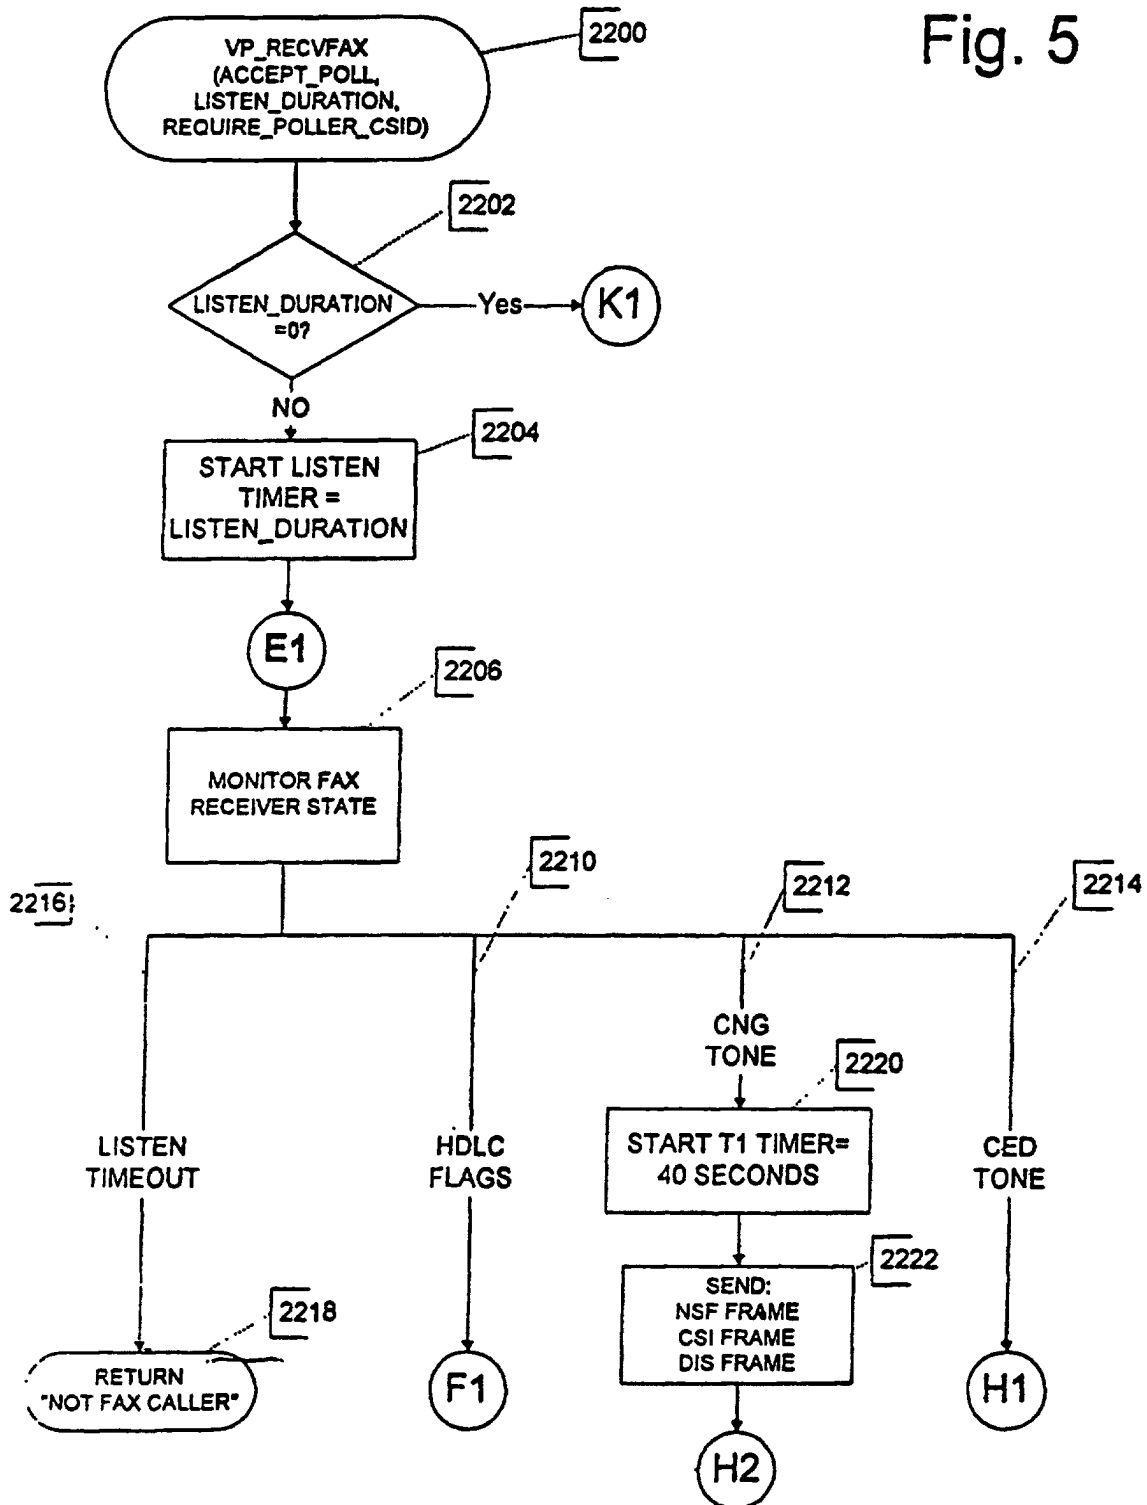 Fig. 5
2200
VP_RECVFAX
(ACCEPT_POLL,
LISTEN_DURATION,
REQUIRE_POLLER_CSID)
2202
LISTEN_DURATION
=0?
Yes
K1
NO
2204
START LISTEN
TIMER =
LISTEN_DURATION
E1
2206
MONITOR FAX
RECEIVER STATE
2216
2210
2212
2214
LISTEN
TIMEOUT
HDLC
FLAGS
CNG
TONE
CED
TONE
2220
START T1 TIMER=
40 SECONDS
2222
SEND:
NSF FRAME
CSI FRAME
DIS FRAME
2218
RETURN
"NOT FAX CALLER"
F1
H2
H1